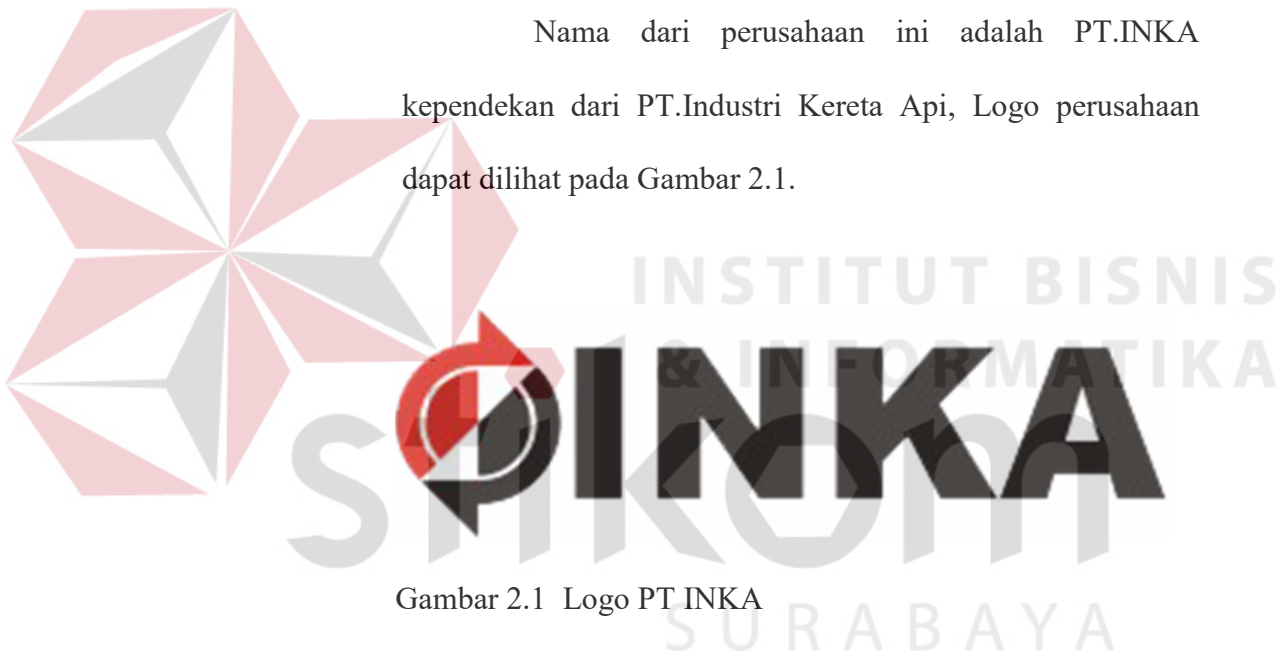 Nama dari perusahaan ini adalah PT.INKA
kependekan dari PT.Industri Kereta Api, Logo perusahaan
dapat dilihat pada Gambar 2.1.
INSTITUT BISNIS
& INFORMATIKA
INKA
stikom
Gambar 2.1 Logo PT INKA
SURABAYA